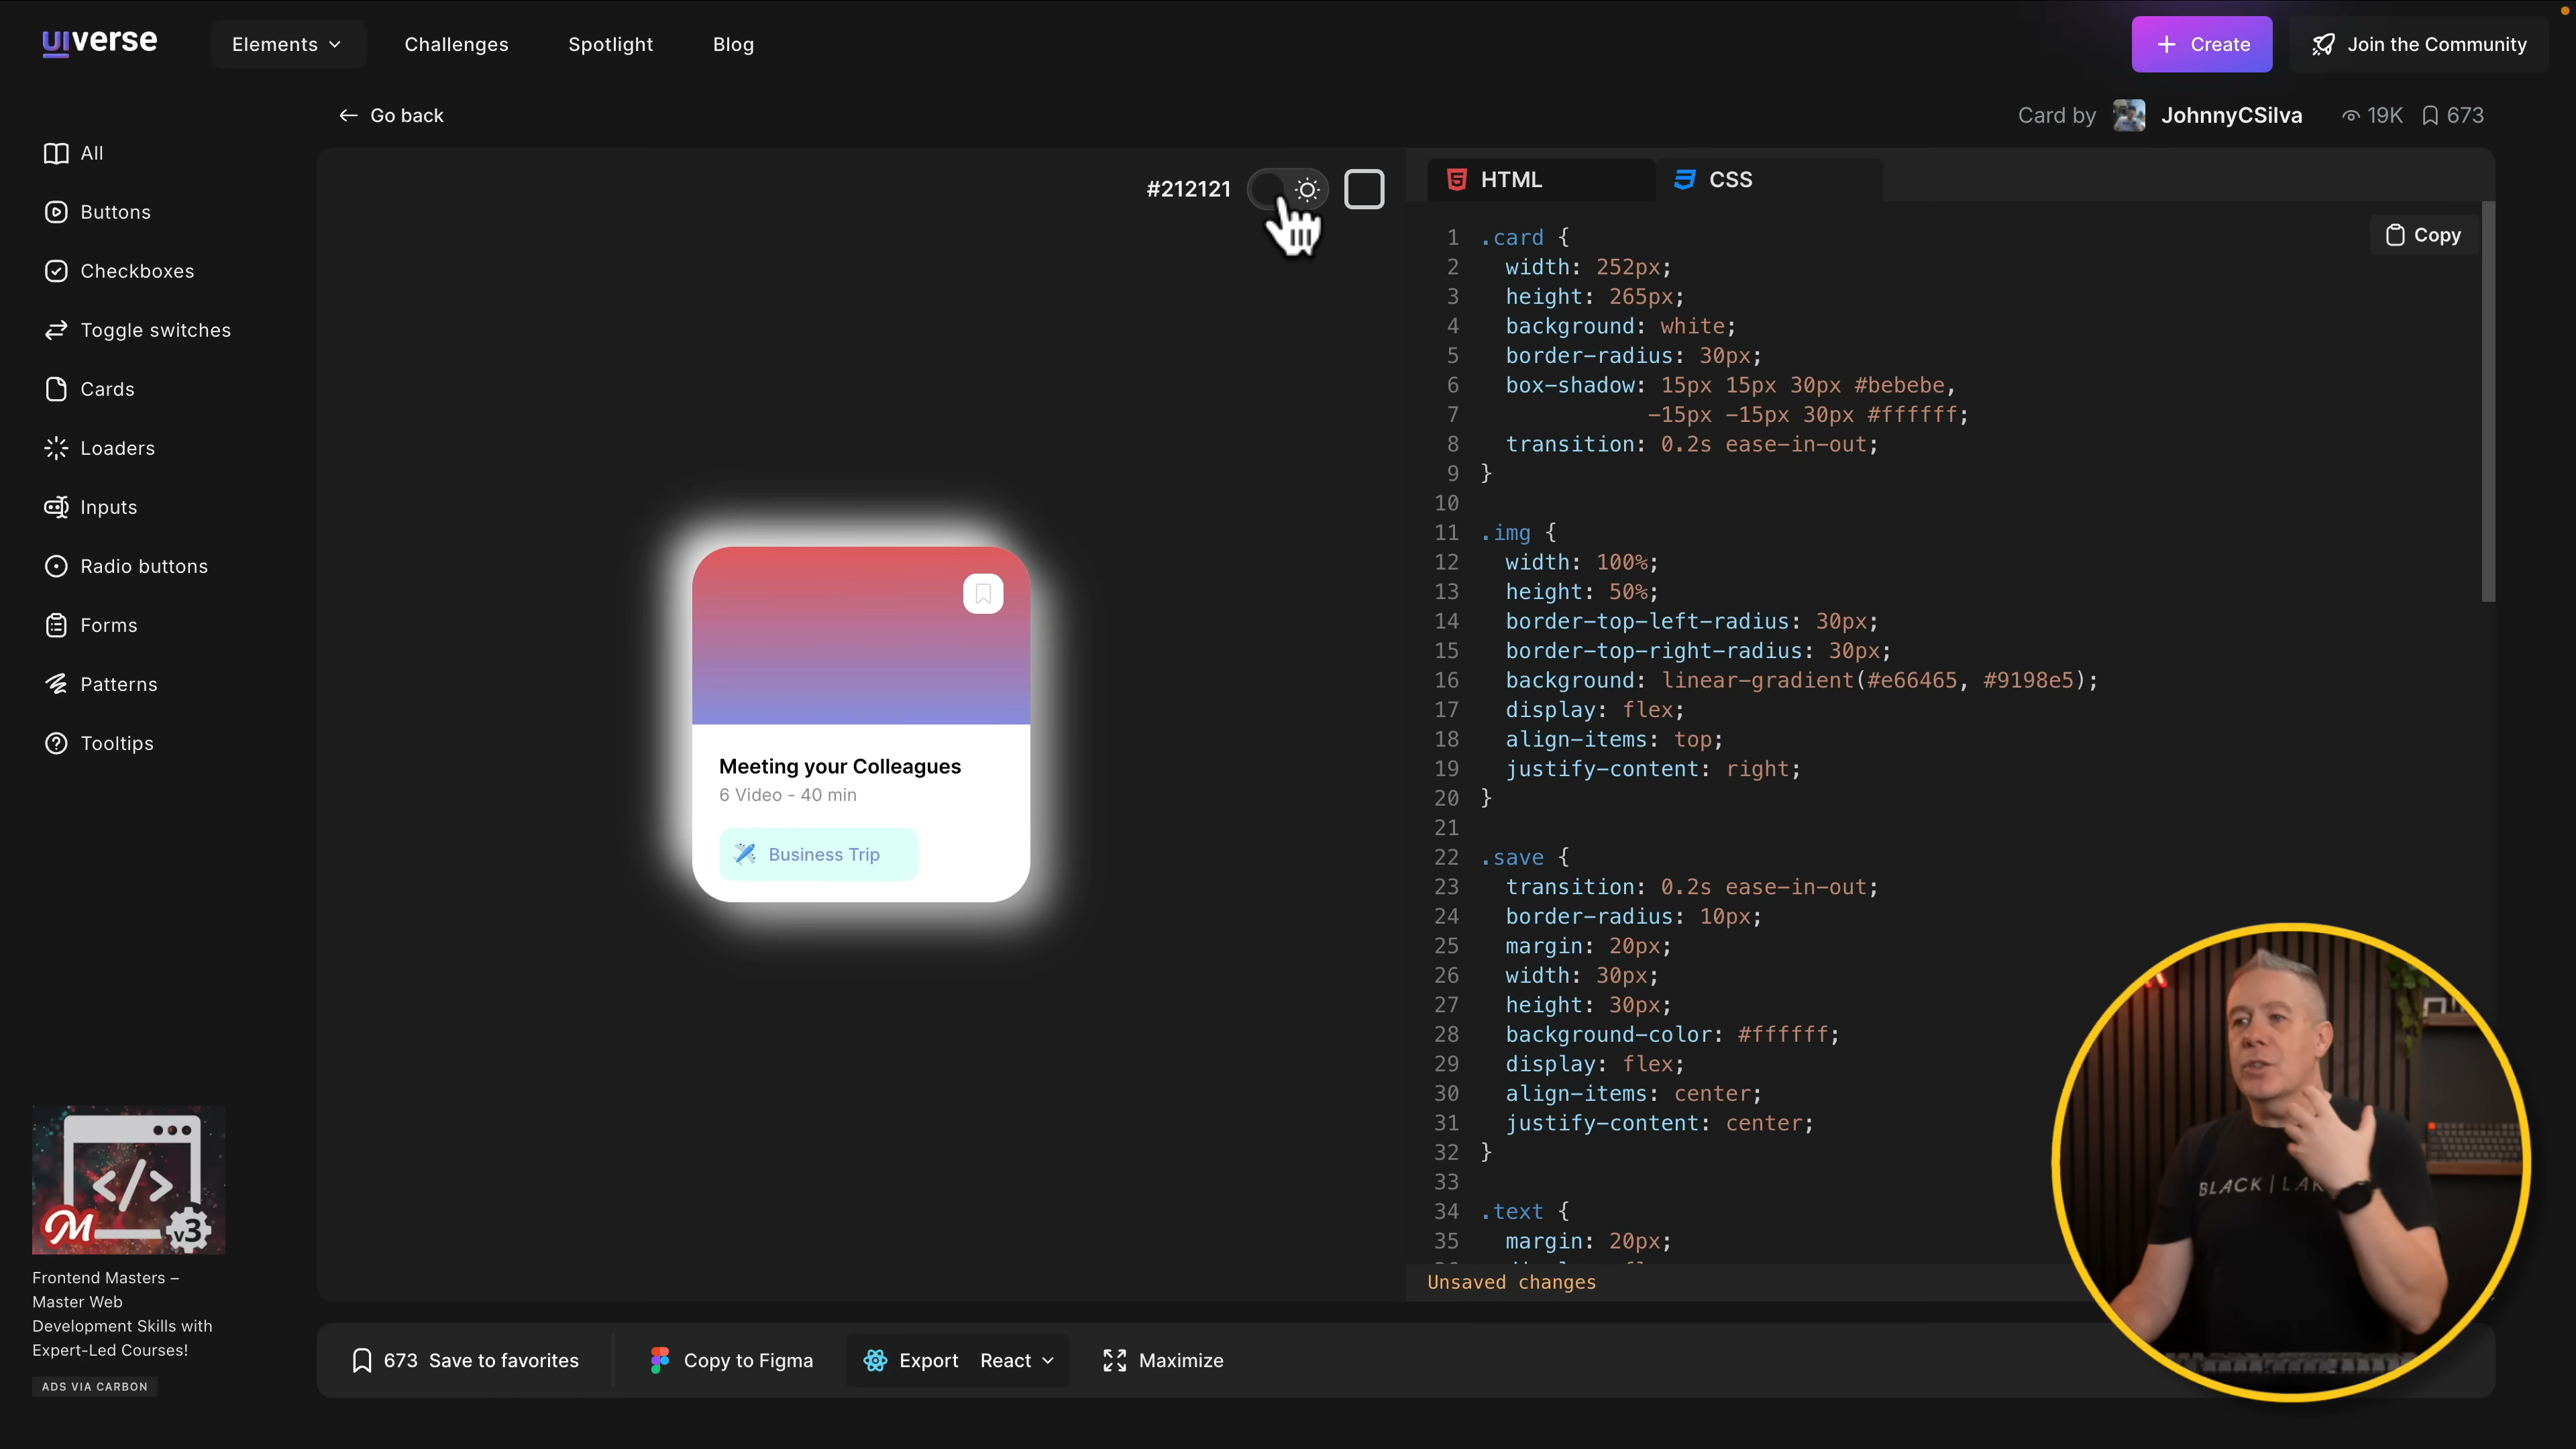 uiverse
Elements
Challenges
Spotlight
Blog
Create
Join the Community
Go back
Card by
JohnnyCSilva
19K
673
All
Buttons
Checkboxes
Toggle switches
Cards
Loaders
Inputs
Radio buttons
Forms
Patterns
Tooltips
#212121
Meeting your Colleagues
6 Video - 40 min
Business Trip
HTML
CSS
Copy
1 .card {
2 width: 252px;
3 height: 265px;
4 background: white;
5 border-radius: 30px;
6 box-shadow: 15px 15px 30px #bebebe,
7 -15px -15px 30px #ffffff;
8 transition: 0.2s ease-in-out;
9 }
10
11 .img {
12 width: 100%;
13 height: 50%;
14 border-top-left-radius: 30px;
15 border-top-right-radius: 30px;
16 background: linear-gradient(#e66465, #9198e5);
17 display: flex;
18 align-items: top;
19 justify-content: right;
20 }
21
22 .save {
23 transition: 0.2s ease-in-out;
24 border-radius: 10px;
25 margin: 20px;
26 width: 30px;
27 height: 30px;
28 background-color: #ffffff;
29 display: flex;
30 align-items: center;
31 justify-content: center;
32 }
33
34 .text {
35 margin: 20px;
Unsaved changes
BLACK | LA
</>
M
v3
Frontend Masters –
Master Web
Development Skills with
Expert-Led Courses!
ADS VIA CARBON
673 Save to favorites
Copy to Figma
Export React
Maximize